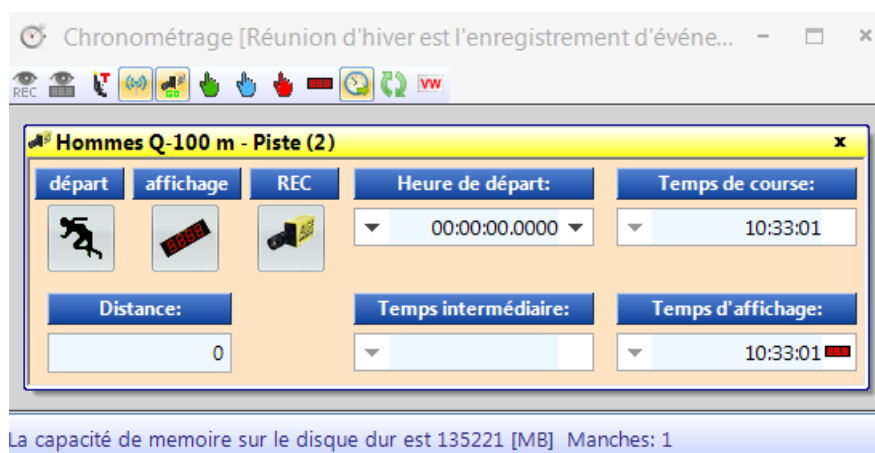 Chronométrage [Réunion d'hiver est l'enregistrement d'événe...
REC GO VW
Hommes Q-100 m - Piste (2)
départ affichage REC Heure de départ: Temps de course:
00:00:00.0000 10:33:01
Distance: Temps intermédiaire: Temps d'affichage:
0 10:33:01
La capacité de memoire sur le disque dur est 135221 [MB] Manches: 1